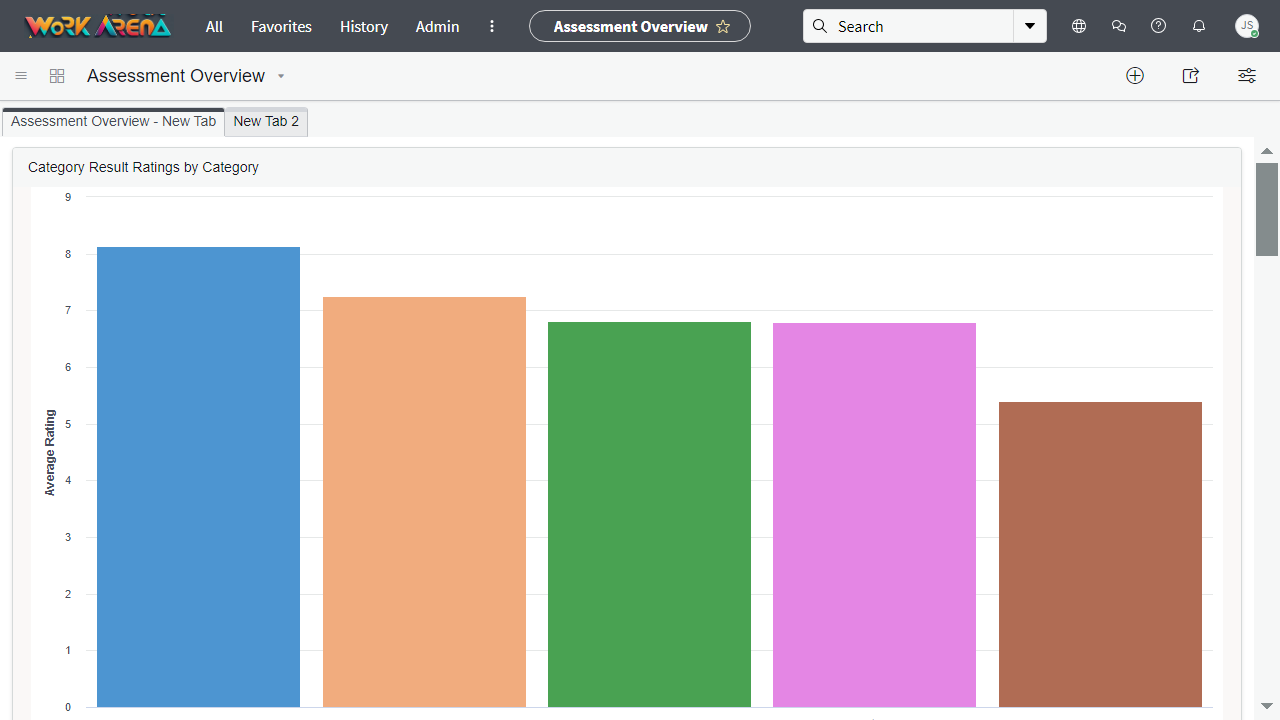 WORK ARENA
All
Favorites
History
Admin
Assessment Overview
Search
JS
Assessment Overview
Assessment Overview - New Tab
New Tab 2
Category Result Ratings by Category
9
8
7
6
5
4
3
2
1
0
Average Rating